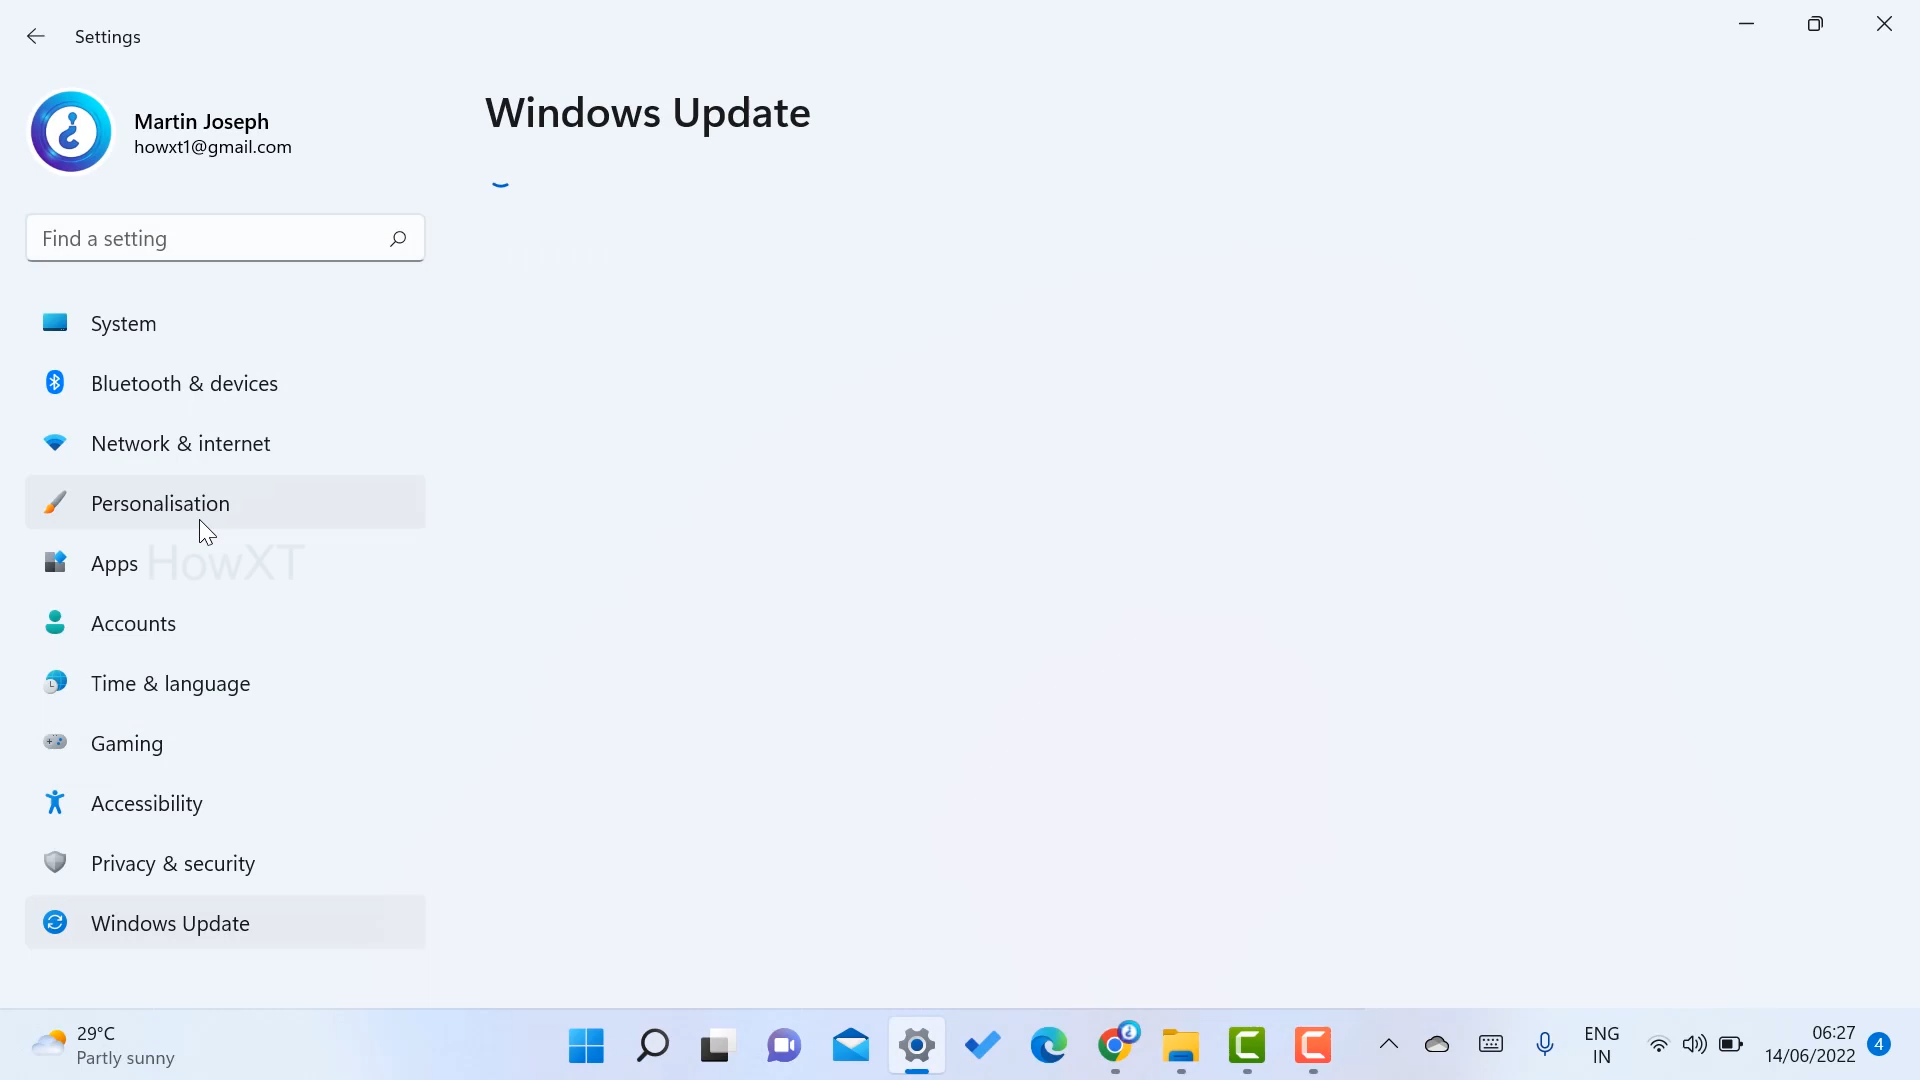 Settings
Martin Joseph
howxt1@gmail.com
Find a setting
System
Bluetooth & devices
Network & internet
Personalisation
Apps
HowXT
Accounts
Time & language
Gaming
Accessibility
Privacy & security
Windows Update
Windows Update
29°C
Partly sunny
ENG
IN
06:27
14/06/2022
4